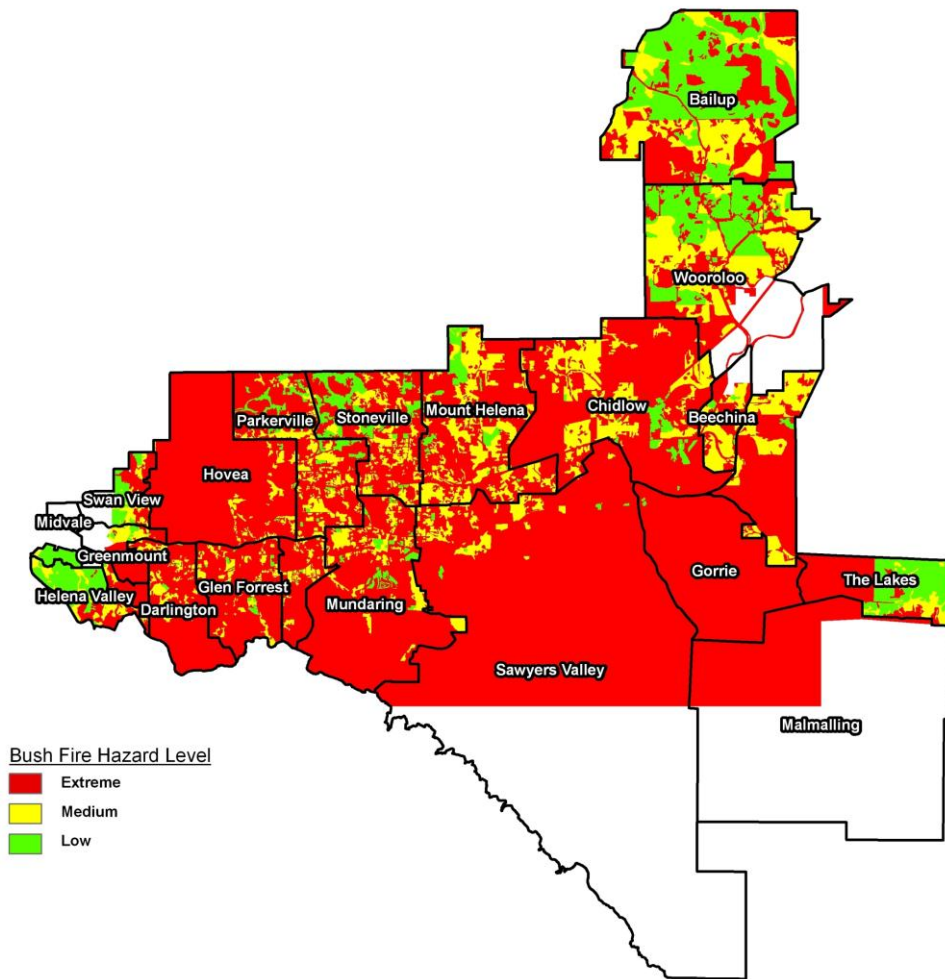 Bailup
Wooroloo
Chidlow
Beechina
Mount Helena
Parkerville
Stoneville
Hovea
Swan View
Midvale
Greenmount
Helena Valley
Darlington
Glen Forrest
Mundaring
Gorrie
The Lakes
Sawyers Valley
Malmalling
Bush Fire Hazard Level
Extreme
Medium
Low